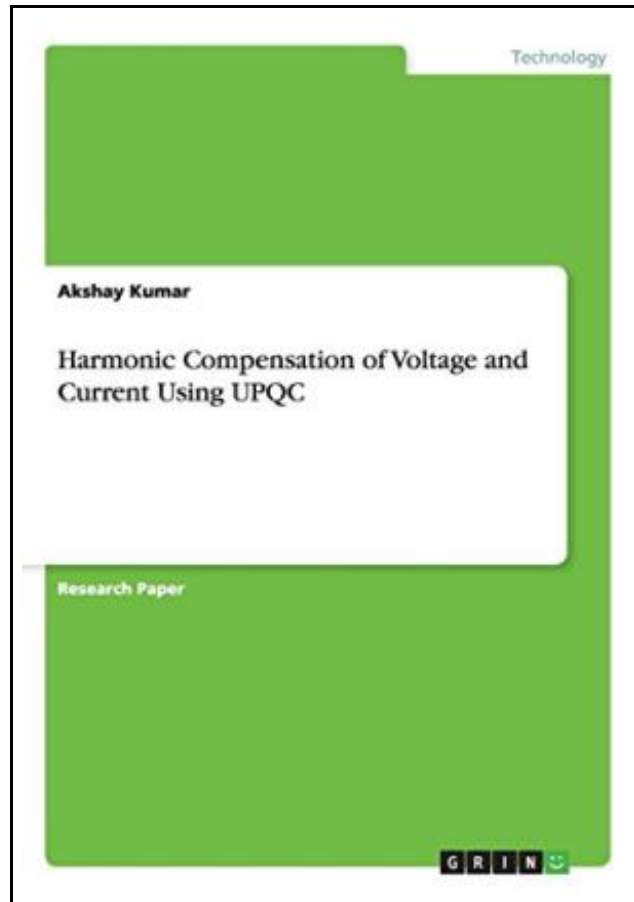 Technology
Akshay Kumar
Harmonic Compensation of Voltage and
Current Using UPQC
Research Paper
GRIN